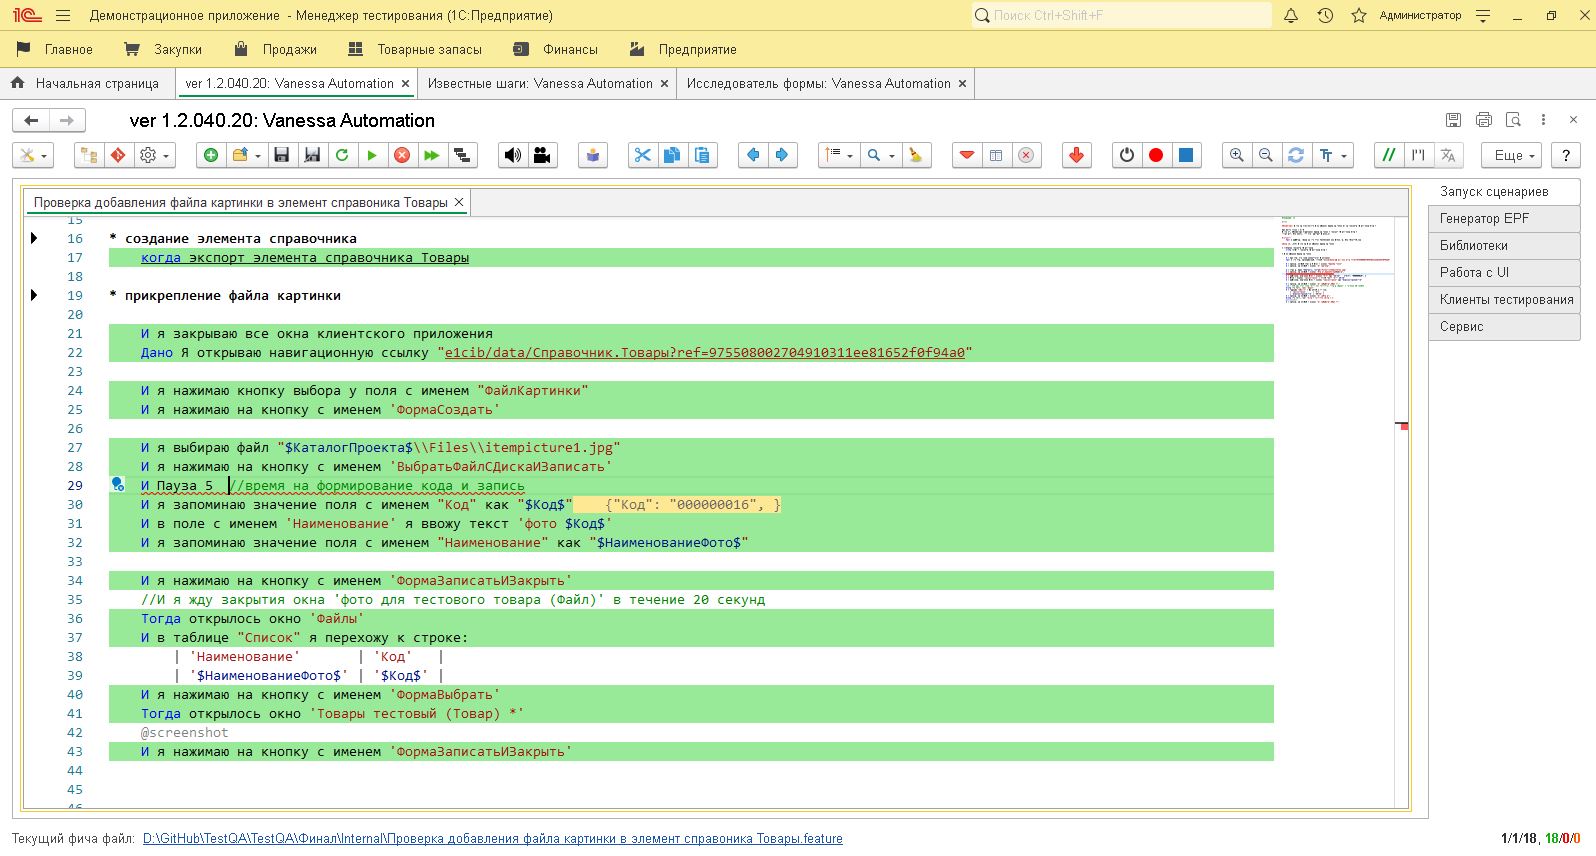 1С Демонстрационное приложение - Менеджер тестирования (1С:Предприятие) Поиск Ctrl+Shift+F Администратор
Главное Закупки Продажи Товарные запасы Финансы Предприятие
Начальная страница ver 1.2.040.20: Vanessa Automation × Известные шаги: Vanessa Automation × Исследователь формы: Vanessa Automation ×
ver 1.2.040.20: Vanessa Automation
Еще ?
Проверка добавления файла картинки в элемент справоника Товары ×
Запуск сценариев
Генератор EPF
Библиотеки
Работа с UI
Клиенты тестирования
Сервис
15
16 * создание элемента справочника
17 когда экспорт элемента справочника Товары
18
19 * прикрепление файла картинки
20
21 И я закрываю все окна клиентского приложения
22 Дано Я открываю навигационную ссылку "e1cib/data/Справочник.Товары?ref=975508002704910311ee81652f0f94a0"
23
24 И я нажимаю кнопку выбора у поля с именем "ФайлКартинки"
25 И я нажимаю на кнопку с именем 'ФормаСоздать'
26
27 И я выбираю файл "$КаталогПроекта$\\Files\\itempicture1.jpg"
28 И я нажимаю на кнопку с именем 'ВыбратьФайлСДискаИЗаписать'
29 И Пауза 5 //время на формирование кода и запись
30 И я запоминаю значение поля с именем "Код" как "$Код$" {"Код": "000000016", }
31 И в поле с именем 'Наименование' я ввожу текст 'фото $Код$'
32 И я запоминаю значение поля с именем "Наименование" как "$НаименованиеФото$"
33
34 И я нажимаю на кнопку с именем 'ФормаЗаписатьИЗакрыть'
35 //И я жду закрытия окна 'фото для тестового товара (Файл)' в течение 20 секунд
36 Тогда открылось окно 'Файлы'
37 И в таблице "Список" я перехожу к строке:
38 | 'Наименование' | 'Код' |
39 | '$НаименованиеФото$' | '$Код$' |
40 И я нажимаю на кнопку с именем 'ФормаВыбрать'
41 Тогда открылось окно 'Товары тестовый (Товар) *'
42 @screenshot
43 И я нажимаю на кнопку с именем 'ФормаЗаписатьИЗакрыть'
44
45
46
Текущий фича файл: D:\GitHub\TestQA\TestQA\Финал\Internal\Проверка добавления файла картинки в элемент справоника Товары.feature 1/1/18, 18/0/0